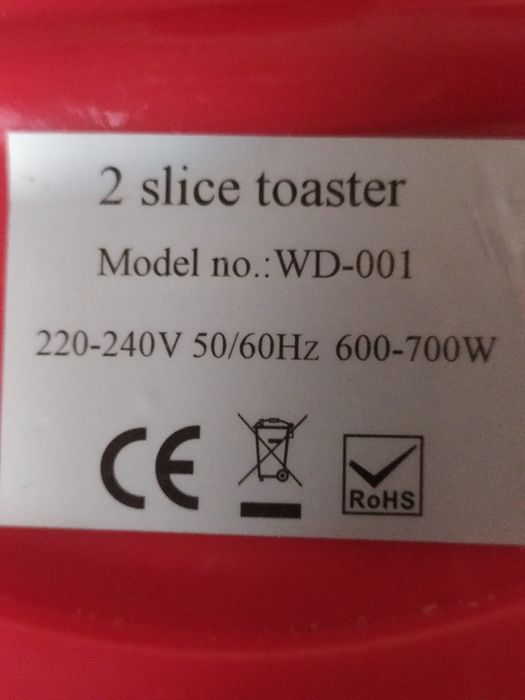 2 slice toaster
Model no.:WD-001
220-240V 50/60Hz 600-700W
CE
RoHS